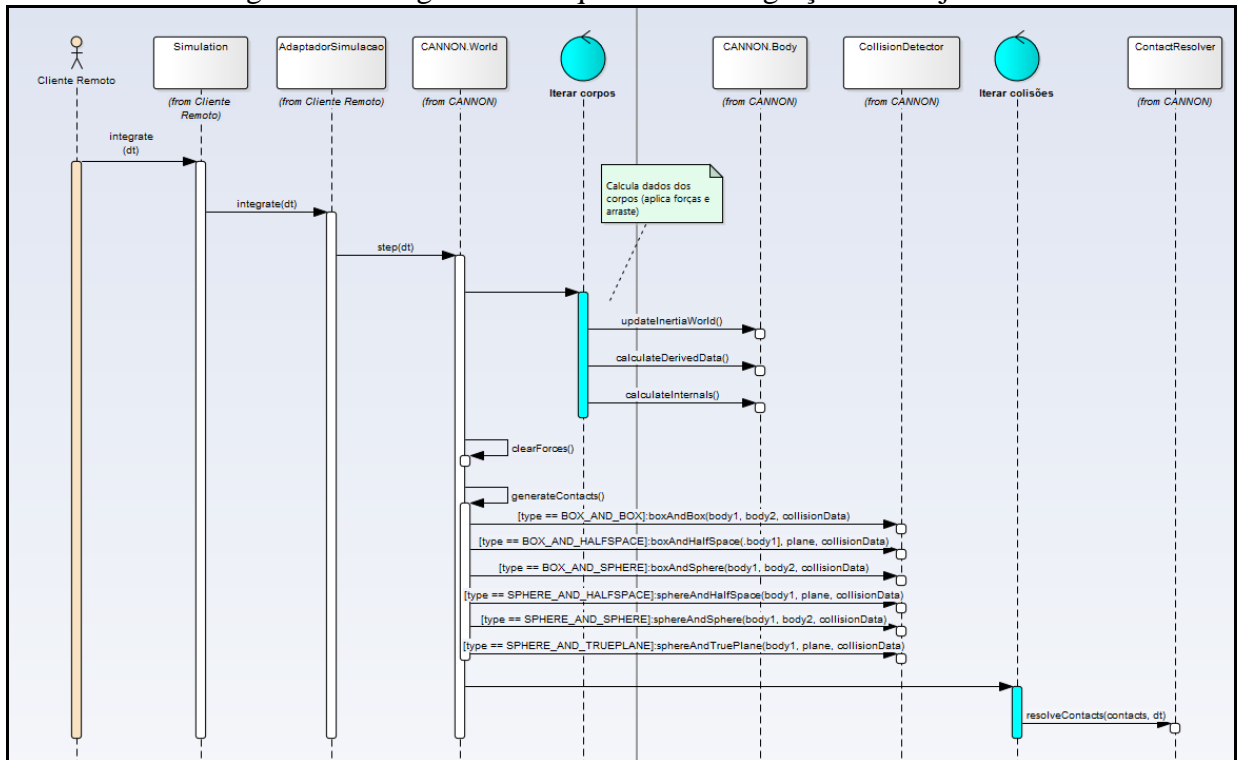 Cliente Remoto
Simulation
(from Cliente
Remoto)
AdaptadorSimulacao
(from Cliente Remoto)
CANNON.World
(from CANNON)
Iterar corpos
CANNON.Body
(from CANNON)
CollisionDetector
(from CANNON)
Iterar colisões
ContactResolver
(from CANNON)
integrate
(dt)
integrate(dt)
step(dt)
Calcula dados dos
corpos (aplica forças e
arraste)
updateInertiaWorld()
calculateDerivedData()
calculateInternals()
clearForces()
generateContacts()
[type == BOX_AND_BOX]:boxAndBox(body1, body2, collisionData)
[type == BOX_AND_HALFSPACE]:boxAndHalfSpace(.body1], plane, collisionData)
[type == BOX_AND_SPHERE]:boxAndSphere(body1, body2, collisionData)
[type == SPHERE_AND_HALFSPACE]:sphereAndHalfSpace(body1, plane, collisionData)
[type == SPHERE_AND_SPHERE]:sphereAndSphere(body1, body2, collisionData)
[type == SPHERE_AND_TRUEPLANE]:sphereAndTruePlane(body1, plane, collisionData)
resolveContacts(contacts, dt)